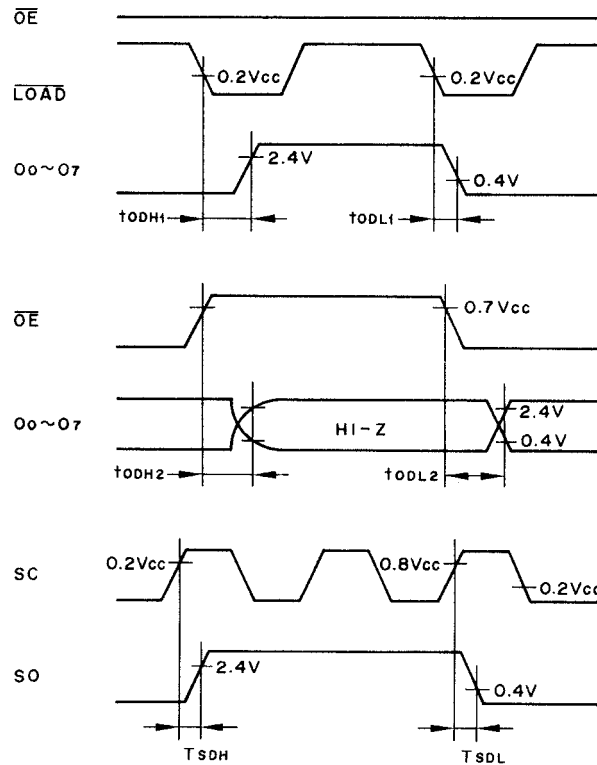 OE
LOAD
0.2Vcc 0.2Vcc
Oo~O7
2.4V 0.4V
tODH1 tODL1
OE
0.7Vcc
Oo~O7
HI-Z
2.4V
0.4V
tODH2 tODL2
SC
0.2Vcc 0.8Vcc
0.2Vcc
SO
2.4V 0.4V
TSDH TSDL